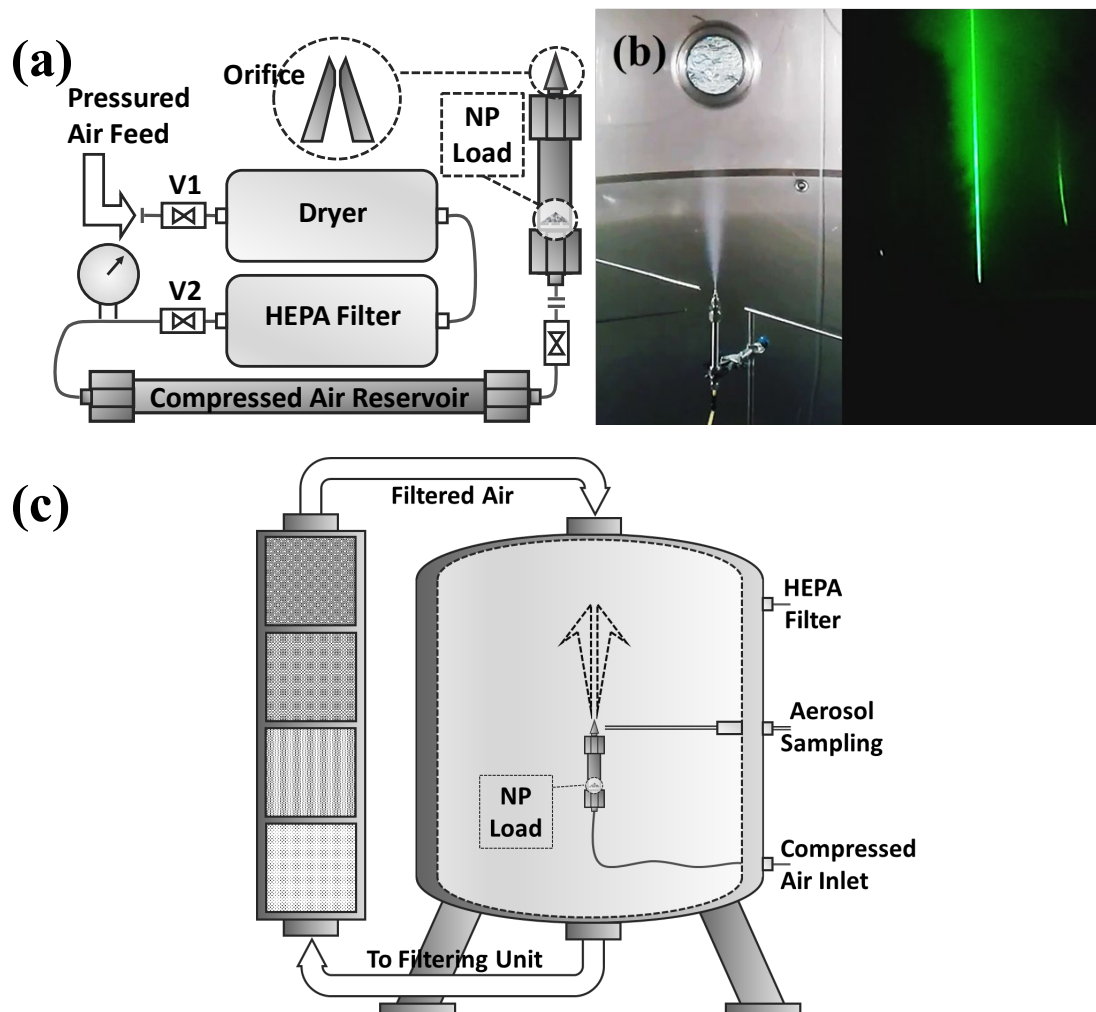 (a)
Orifice
Pressured
Air Feed
NP
Load
V1
Dryer
V2
HEPA Filter
Compressed Air Reservoir
(b)
(c)
Filtered Air
HEPA
Filter
Aerosol
Sampling
NP
Load
Compressed
Air Inlet
To Filtering Unit